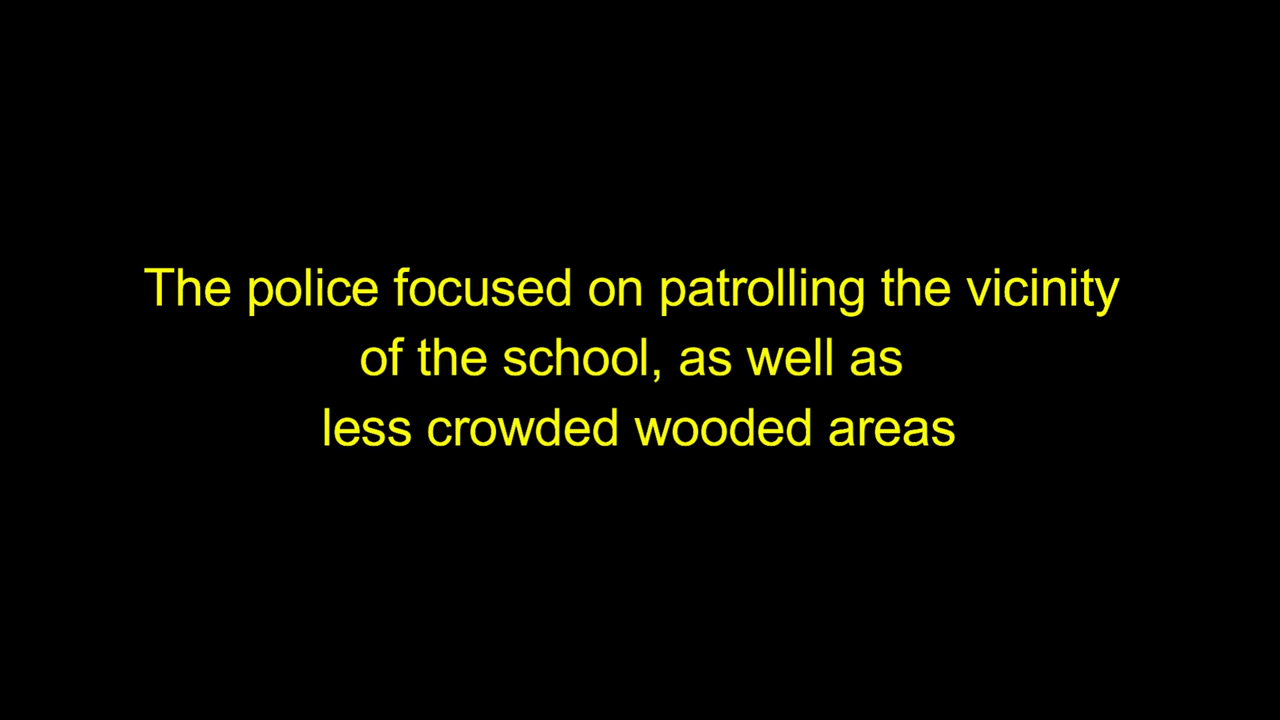 The police focused on patrolling the vicinity
of the school, as well as
less crowded wooded areas